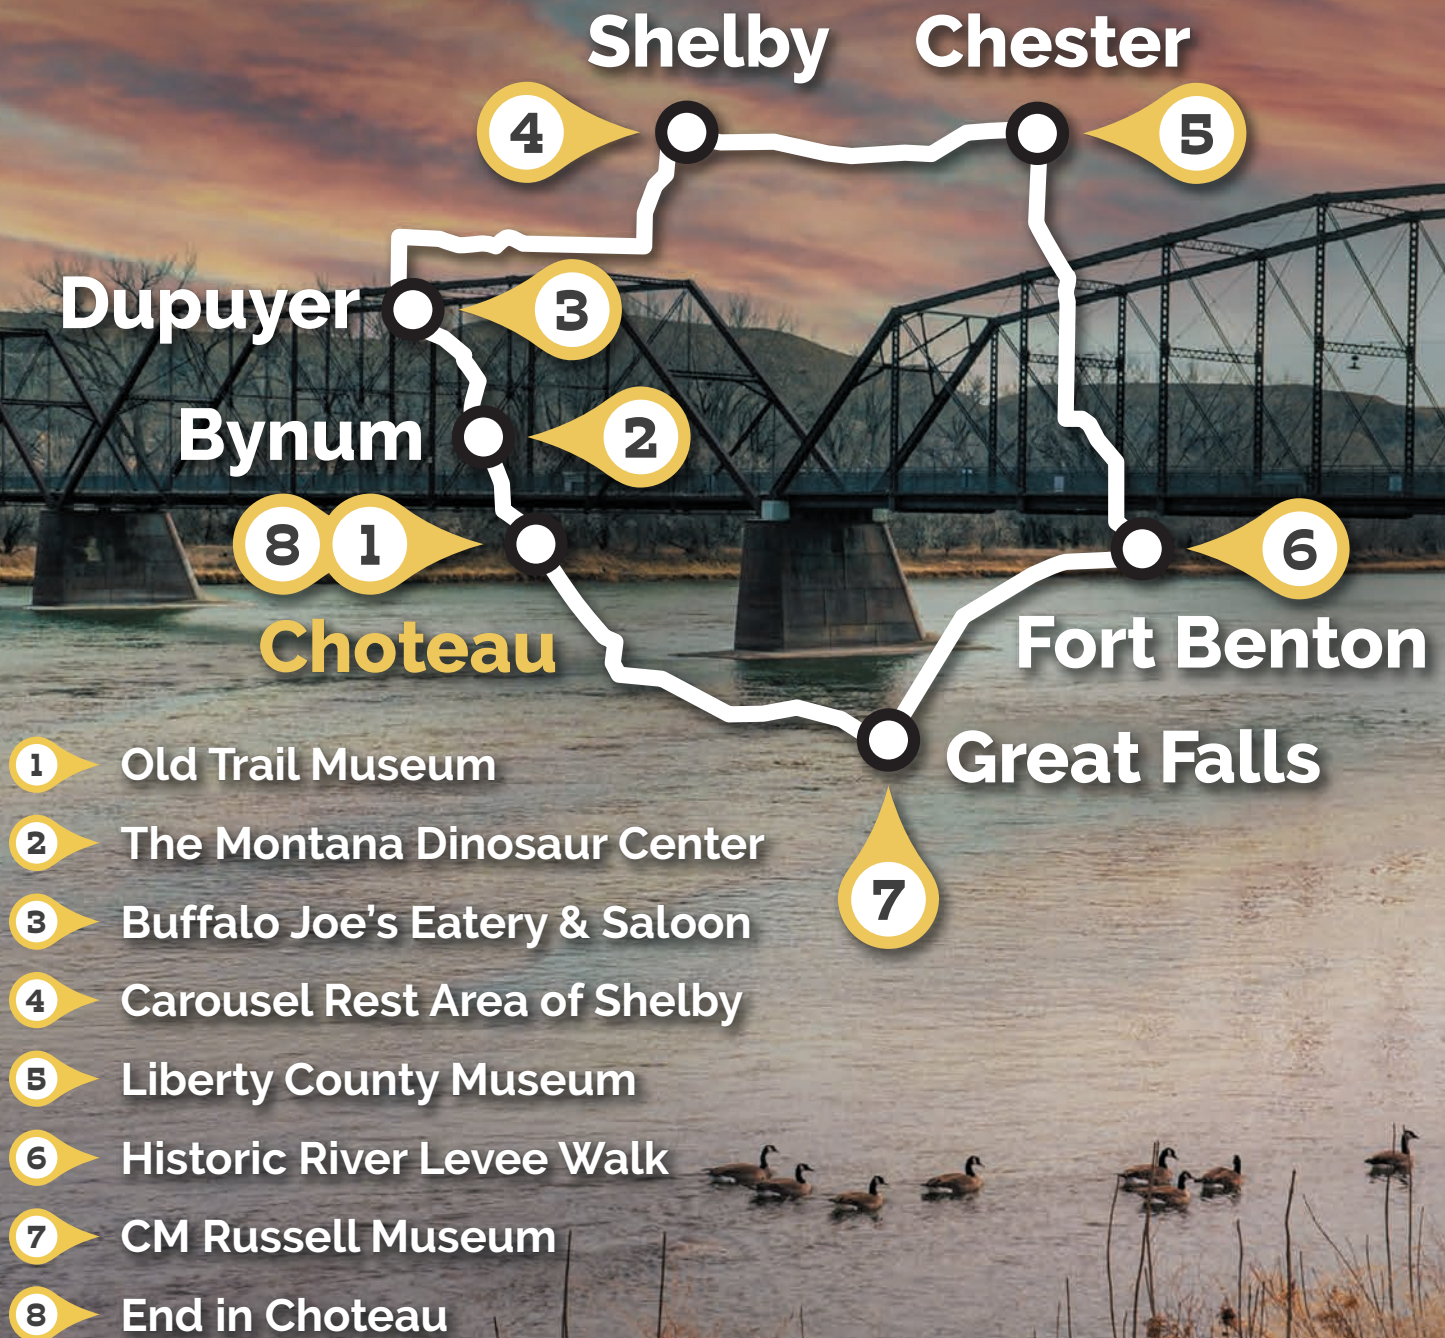 Shelby
Chester
4
5
Dupuyer
3
Bynum
2
8 1
6
Choteau
Fort Benton
Great Falls
7
1 Old Trail Museum
2 The Montana Dinosaur Center
3 Buffalo Joe’s Eatery & Saloon
4 Carousel Rest Area of Shelby
5 Liberty County Museum
6 Historic River Levee Walk
7 CM Russell Museum
8 End in Choteau